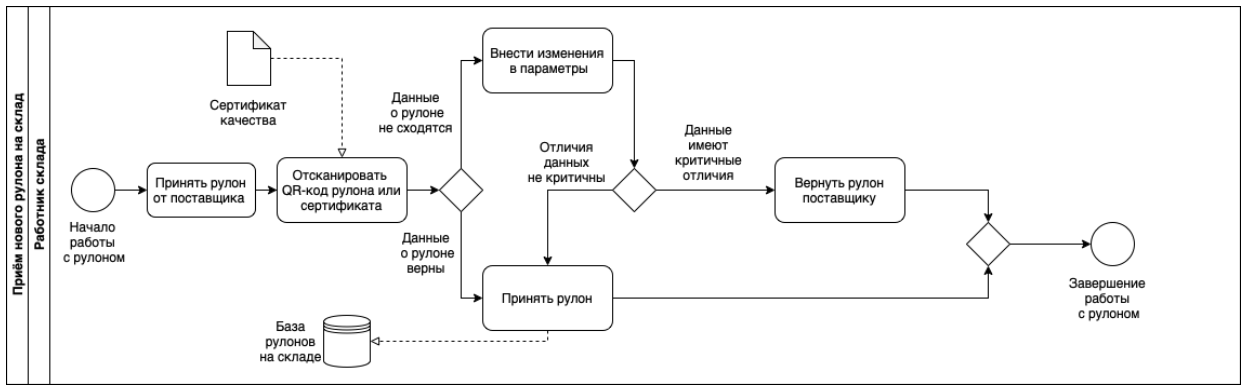 Приём нового рулона на склад
Работник склада
Начало
работы
с рулоном
Принять рулон
от поставщика
Сертификат
качества
Отсканировать
QR-код рулона или
сертификата
Данные
о рулоне
не сходятся
Данные
о рулоне
верны
Внести изменения
в параметры
Отличия
данных
не критичны
Данные
имеют
критичные
отличия
Вернуть рулон
поставщику
Принять рулон
База
рулонов
на складе
Завершение
работы
с рулоном